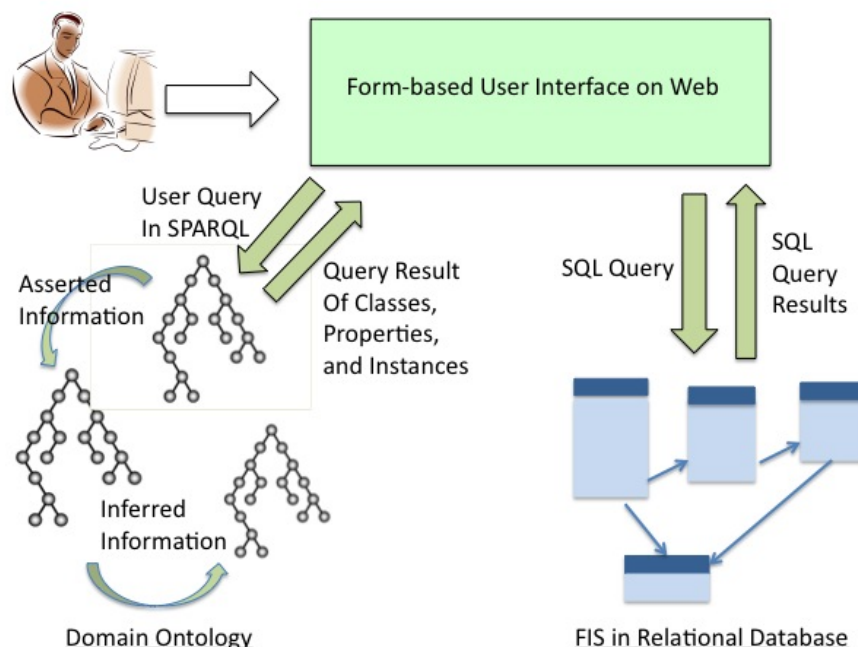 Form-based User Interface on Web
User Query
In SPARQL
Query Result
Of Classes,
Properties,
and Instances
SQL Query
SQL
Query
Results
Asserted
Information
Inferred
Information
Domain Ontology
FIS in Relational Database